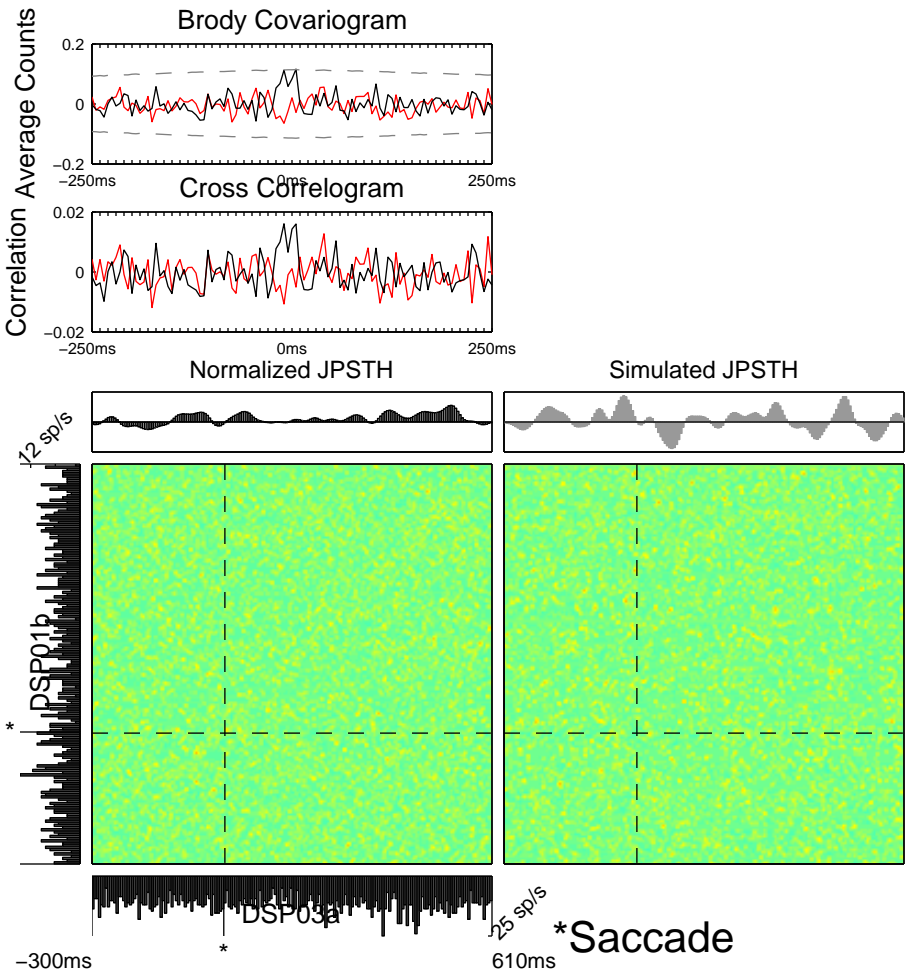 Brody Covariogram
Average Counts
0.2
0
−0.2
−250ms
0ms
250ms
Cross Correlogram
Correlation
0.02
0
−0.02
−250ms
0ms
250ms
Normalized JPSTH
Simulated JPSTH
12 sp/s
DSP01b
*
DSP03a
25 sp/s
*
*Saccade
−300ms
610ms